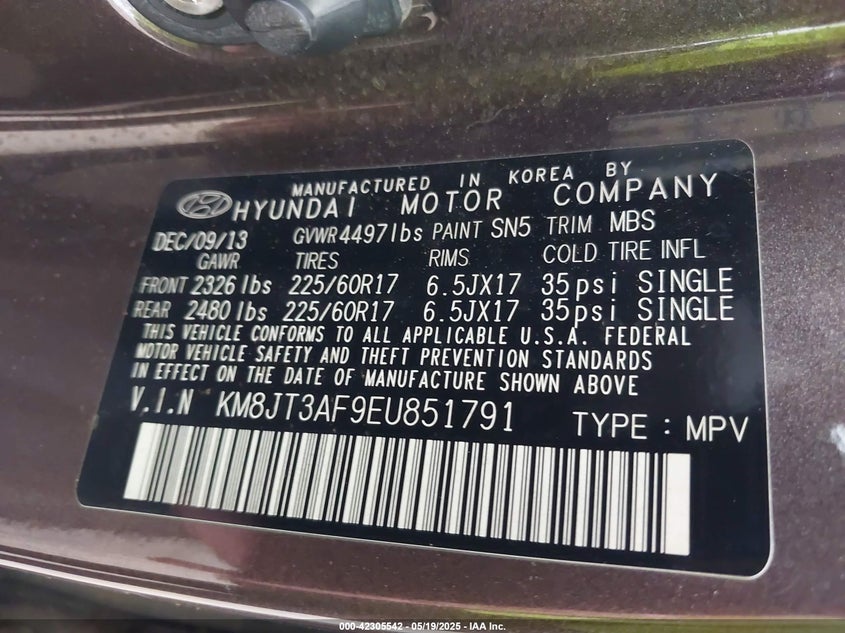 MANUFACTURED IN KOREA BY
HYUNDAI MOTOR COMPANY
DEC/09/13 GVWR 4497lbs PAINT SN5 TRIM MBS
GAWR TIRES RIMS COLD TIRE INFL
FRONT 2326 lbs 225/60R17 6.5JX17 35psi SINGLE
REAR 2480 lbs 225/60R17 6.5JX17 35psi SINGLE
THIS VEHICLE CONFORMS TO ALL APPLICABLE U.S.A. FEDERAL
MOTOR VEHICLE SAFETY AND THEFT PREVENTION STANDARDS
IN EFFECT ON THE DATE OF MANUFACTURE SHOWN ABOVE
V.I.N KM8JT3AF9EU851791 TYPE : MPV
000-42305542 - 05/19/2025 - IAA Inc.